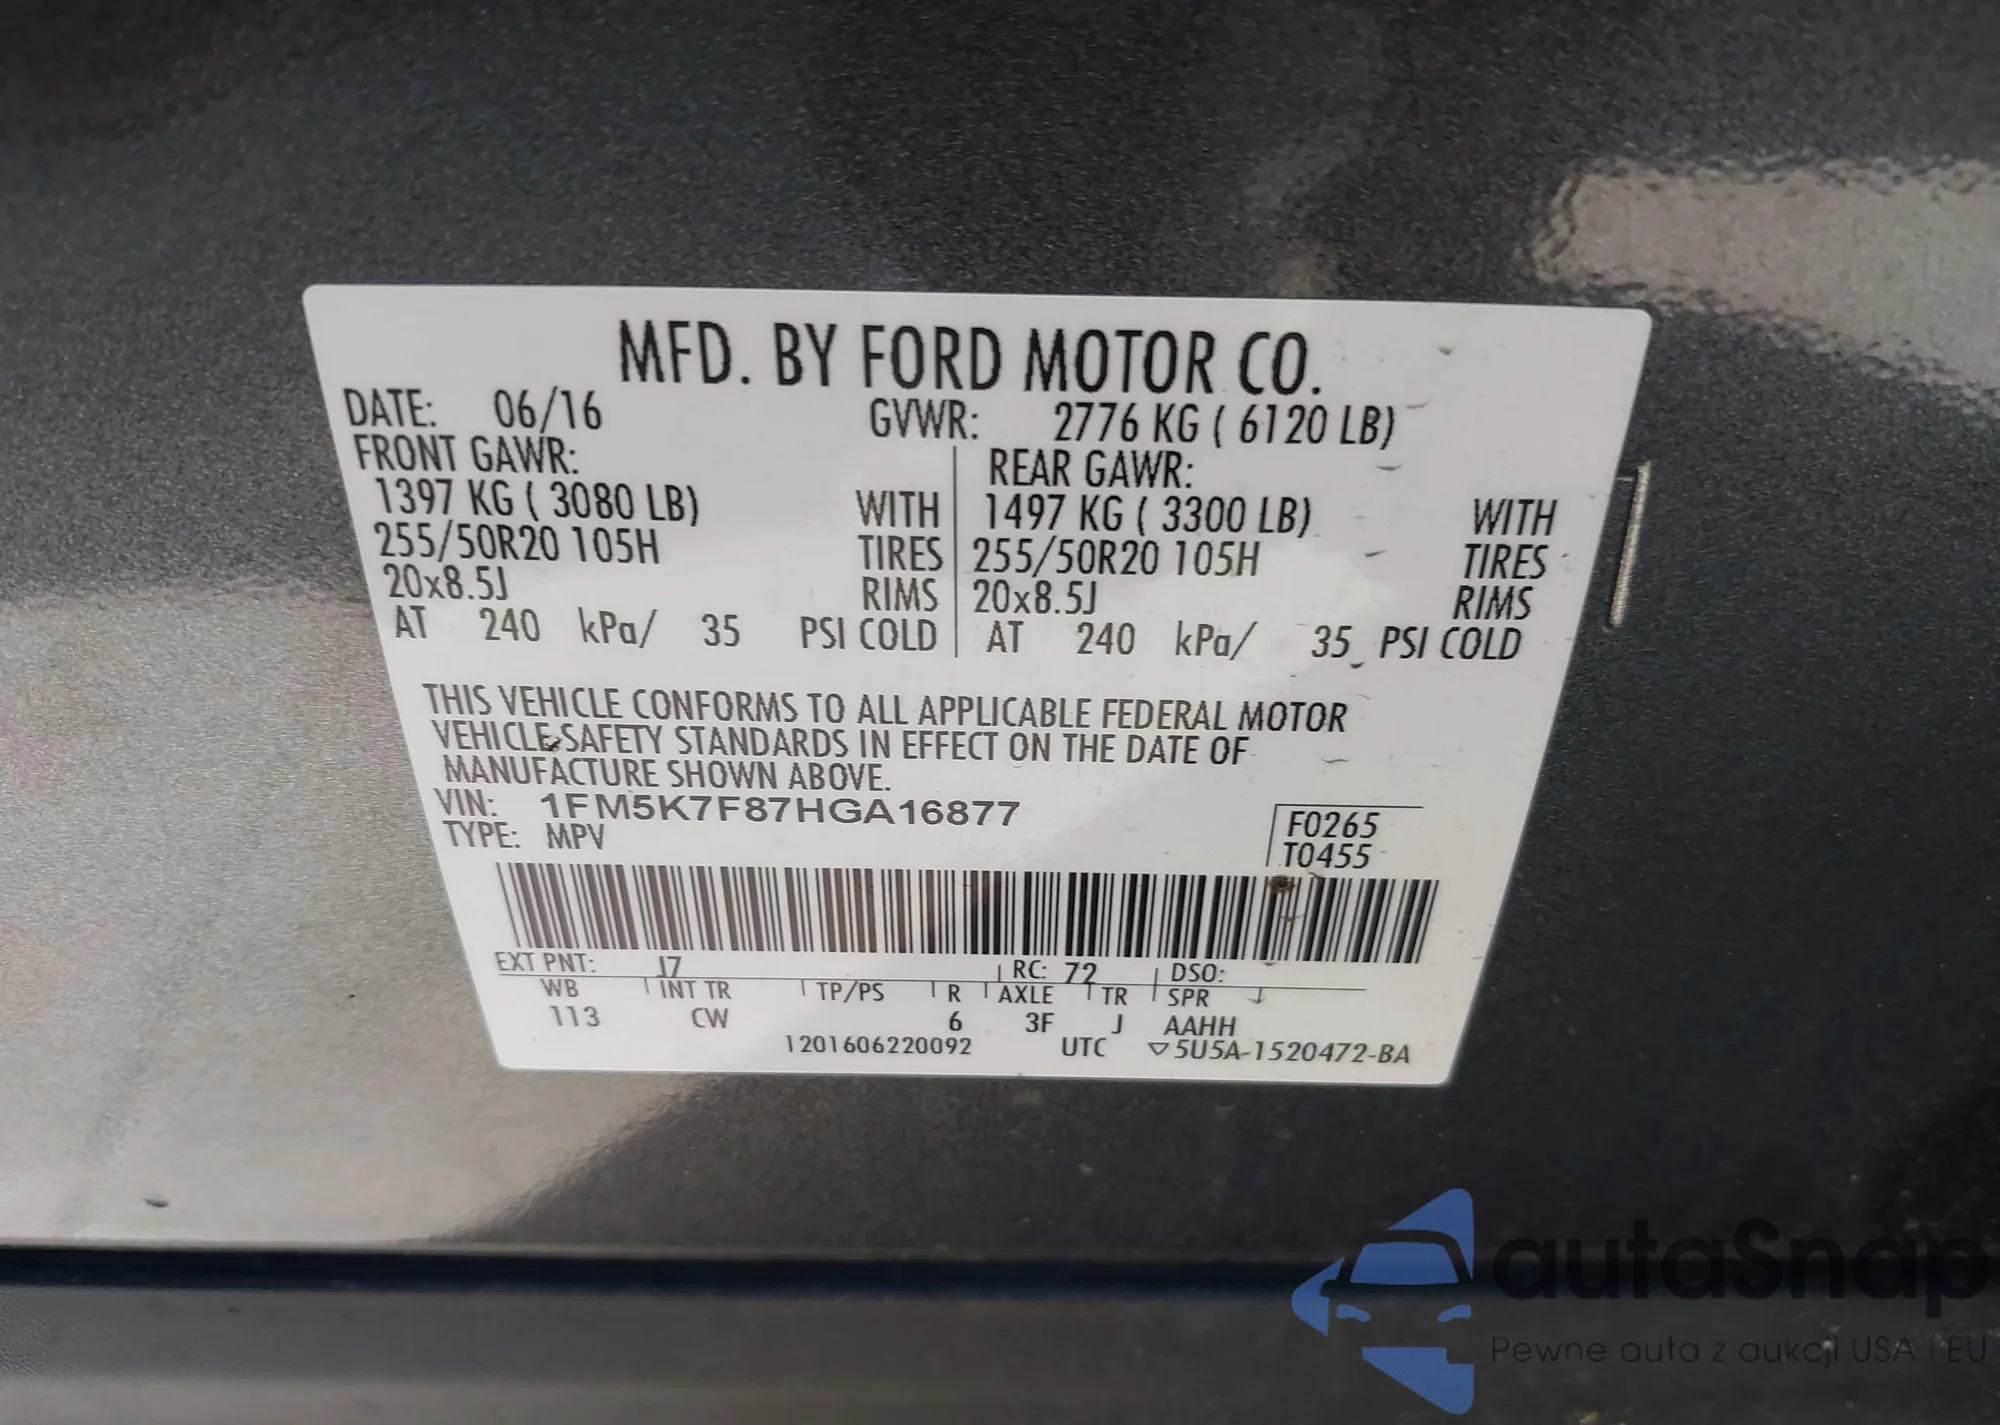 MFD. BY FORD MOTOR CO.
DATE: 06/16 GVWR: 2776 KG ( 6120 LB)
FRONT GAWR: REAR GAWR:
1397 KG ( 3080 LB) WITH 1497 KG ( 3300 LB) WITH
255/50R20 105H TIRES 255/50R20 105H TIRES
20x8.5J RIMS 20x8.5J RIMS
AT 240 kPa/ 35 PSI COLD AT 240 kPa/ 35 PSI COLD
THIS VEHICLE CONFORMS TO ALL APPLICABLE FEDERAL MOTOR
VEHICLE SAFETY STANDARDS IN EFFECT ON THE DATE OF
MANUFACTURE SHOWN ABOVE.
VIN: 1FM5K7F87HGA16877
F0265
TYPE: MPV
T0455
EXT PNT: J7 RC: 72 DSO:
WB INT TR TP/PS R AXLE TR SPR
113 CW 6 3F J AAHH
1201606220092 UTC ▽5U5A-1520472-BA
autaSnap
Pewne auta z aukcji USA i EU